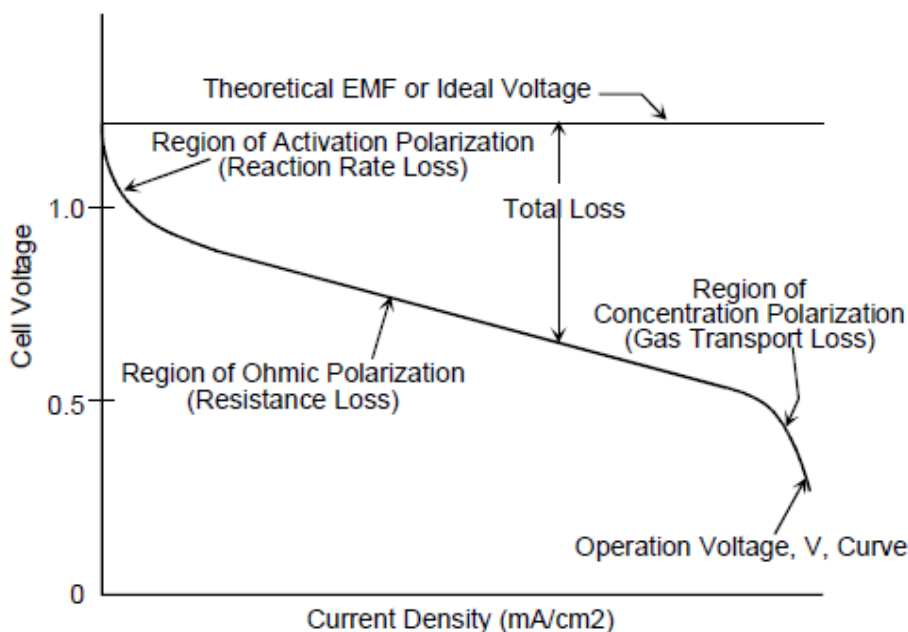 Theoretical EMF or Ideal Voltage
Region of Activation Polarization
(Reaction Rate Loss)
1.0
Total Loss
Cell Voltage
Region of
Concentration Polarization
(Gas Transport Loss)
Region of Ohmic Polarization
(Resistance Loss)
0.5
Operation Voltage, V, Curve
0
Current Density (mA/cm2)